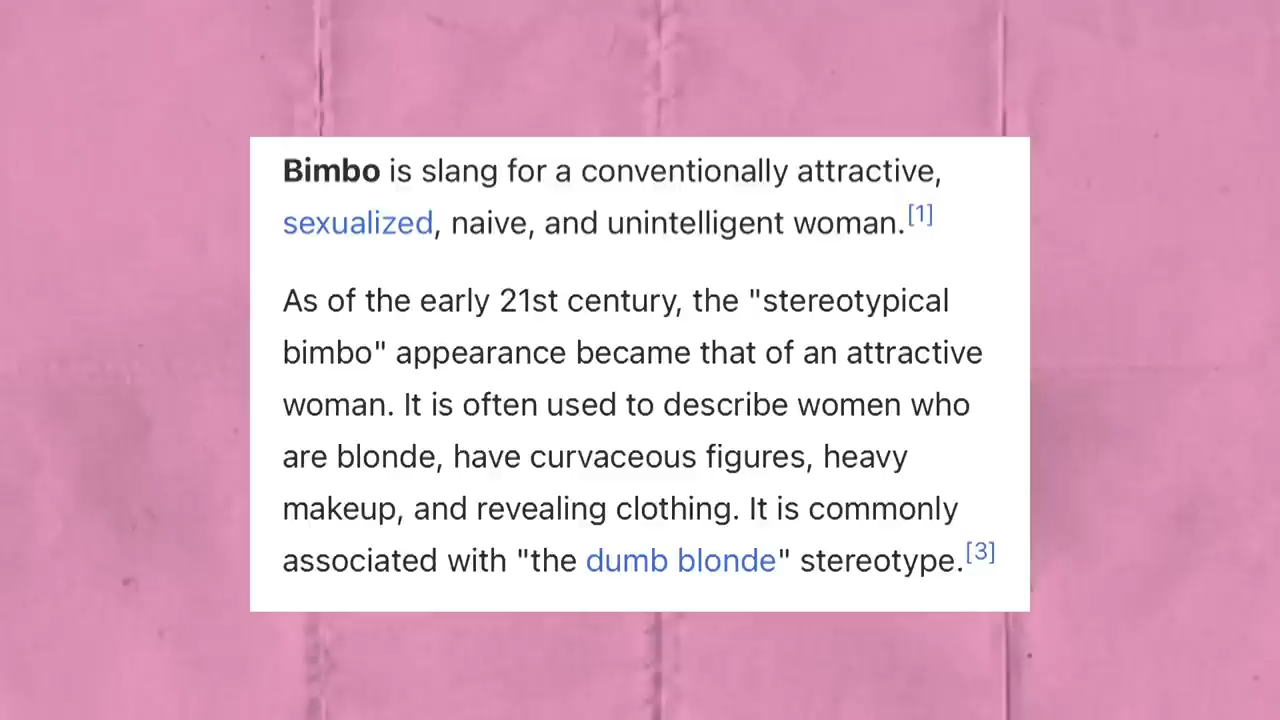 Bimbo is slang for a conventionally attractive,
sexualized, naive, and unintelligent woman.[1]
As of the early 21st century, the "stereotypical
bimbo" appearance became that of an attractive
woman. It is often used to describe women who
are blonde, have curvaceous figures, heavy
makeup, and revealing clothing. It is commonly
associated with "the dumb blonde" stereotype.[3]